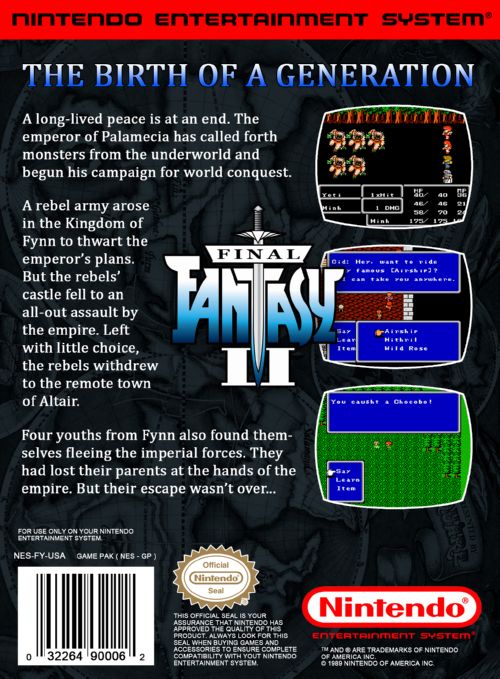 NINTENDO ENTERTAINMENT SYSTEM®
THE BIRTH OF A GENERATION
A long-lived peace is at an end. The
emperor of Palamecia has called forth
monsters from the underworld and
begun his campaign for world conquest.
A rebel army arose
in the Kingdom of
Fynn to thwart the
emperor's plans.
But the rebels'
castle fell to an
all-out assault by
the empire. Left
with little choice,
the rebels withdrew
to the remote town
of Altair.
Four youths from Fynn also found them-
selves fleeing the imperial forces. They
had lost their parents at the hands of the
empire. But their escape wasn't over...
FINAL
FANTASY
II
Yeti 1xHit HP MP
Minh 1 DMG 40/ 40 36
46/ 46 21
58/ 70 24
Minh 175/ 175
Cid: Hey, want to ride
famous [Airship]?
can take you anywhere.
Say Airship
Lear Mithril
Item Wild Rose
You caught a Chocobo!
Say
Learn
Item
FOR USE ONLY ON YOUR NINTENDO
ENTERTAINMENT SYSTEM.
NES-FY-USA GAME PAK ( NES - GP )
0 32264 90006 2
Official
Nintendo®
Seal
THIS OFFICIAL SEAL IS YOUR
ASSURANCE THAT NINTENDO HAS
APPROVED THE QUALITY OF THIS
PRODUCT. ALWAYS LOOK FOR THIS
SEAL WHEN BUYING GAMES AND
ACCESSORIES TO ENSURE COMPLETE
COMPATIBILITY WITH YOUT NINTENDO
ENTERTAINMENT SYSTEM.
Nintendo®
ENTERTAINMENT SYSTEM®
™AND ® ARE TRADEMARKS OF NINTENDO
OF AMERICA INC.
© 1989 NINTENDO OF AMERICA INC.